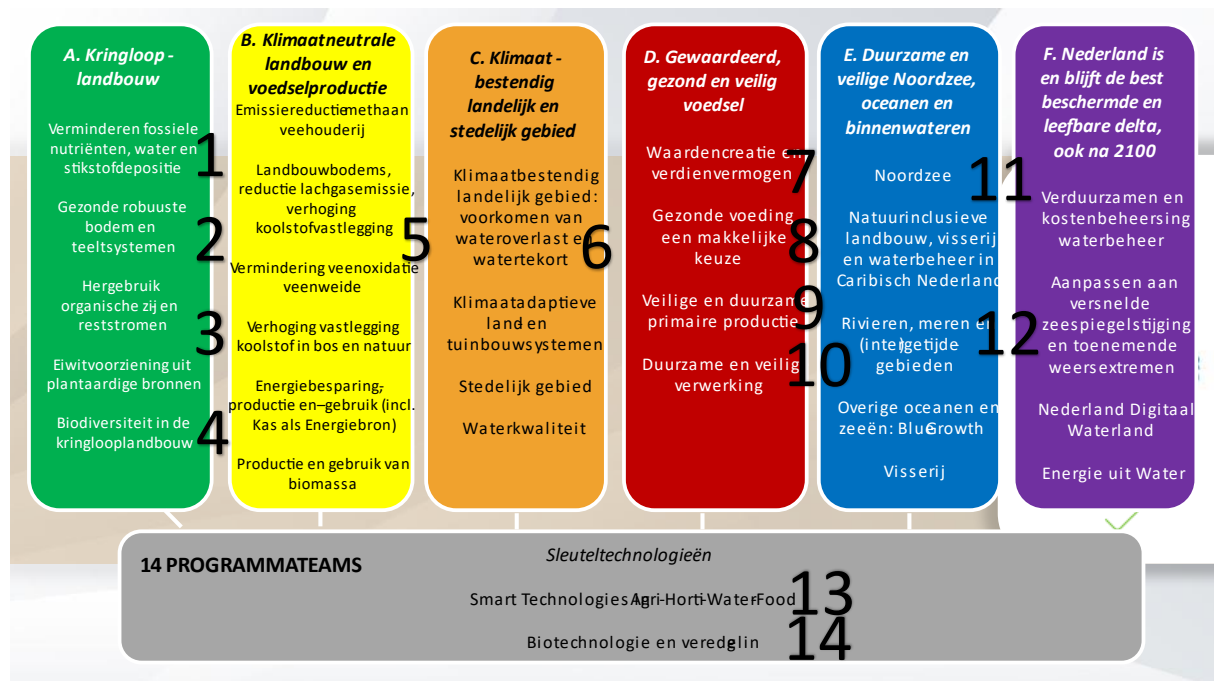 A. Kringloop -
landbouw
Verminderen fossiele
nutriënten, water en
stikstofdepositie
1
Gezonde robuuste
bodem en
teeltsystemen
2
Hergebruik
organische zij en
reststromen
3
Eiwitvoorziening uit
plantaardige bronnen
Biodiversiteit in de
kringlooplandbouw
4
B. Klimaatneutrale
landbouw en
voedselproductie
Emissiereductie methaan
veehouderij
Landbouwbodems,
reductie lachgasemissie,
verhoging
koolstofvastlegging
5
Vermindering veenoxidatie
veenweide
Verhoging vastlegging
koolstof in bos en natuur
Energiebesparing,-
productie en–gebruik (incl.
Kas als Energiebron)
Productie en gebruik van
biomassa
C. Klimaat -
bestendig
landelijk en
stedelijk gebied
Klimaatbestendig
landelijk gebied:
voorkomen van
wateroverlast en
watertekort
6
Klimaatadaptieve
land- en
tuinbouwsystemen
Stedelijk gebied
Waterkwaliteit
D. Gewaardeerd,
gezond en veilig
voedsel
Waardencreatie en
verdienvermogen
7
Gezonde voeding
een makkelijke
keuze
8
Veilige en duurzame
primaire productie
9
Duurzame en veilig
verwerking
10
E. Duurzame en
veilige Noordzee,
oceanen en
binnenwateren
Noordzee
11
Natuurinclusieve
landbouw, visserij
en waterbeheer in
Caribisch Nederland
Rivieren, meren en
(inter)getijde
gebieden
12
Overige oceanen en
zeeën: Blue Growth
Visserij
F. Nederland is
en blijft de best
beschermde en
leefbare delta,
ook na 2100
Verduurzamen en
kostenbeheersing
waterbeheer
Aanpassen aan
versnelde
zeespiegelstijging
en toenemende
weersextremen
Nederland Digitaal
Waterland
Energie uit Water
14 PROGRAMMATEAMS
Sleuteltechnologieën
Smart Technologies in Agri-Horti-Water-Food
13
Biotechnologie en veredelin
14